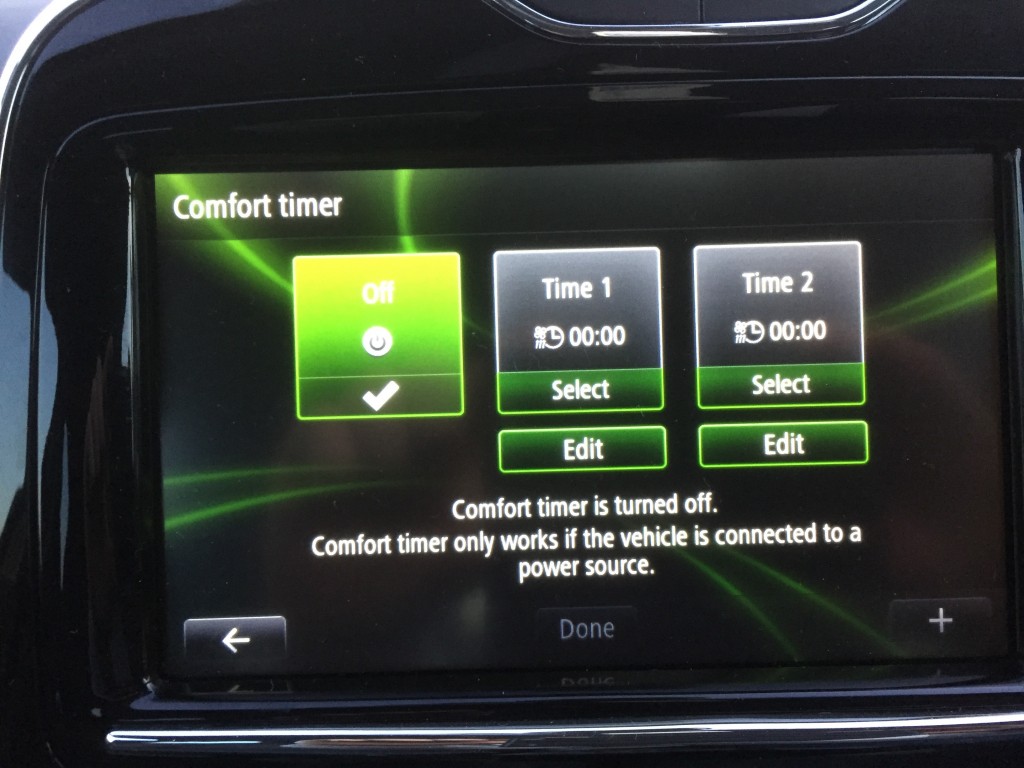 Comfort timer
Off
Time 1
00:00
Select
Edit
Time 2
00:00
Select
Edit
Comfort timer is turned off.
Comfort timer only works if the vehicle is connected to a
power source.
Done